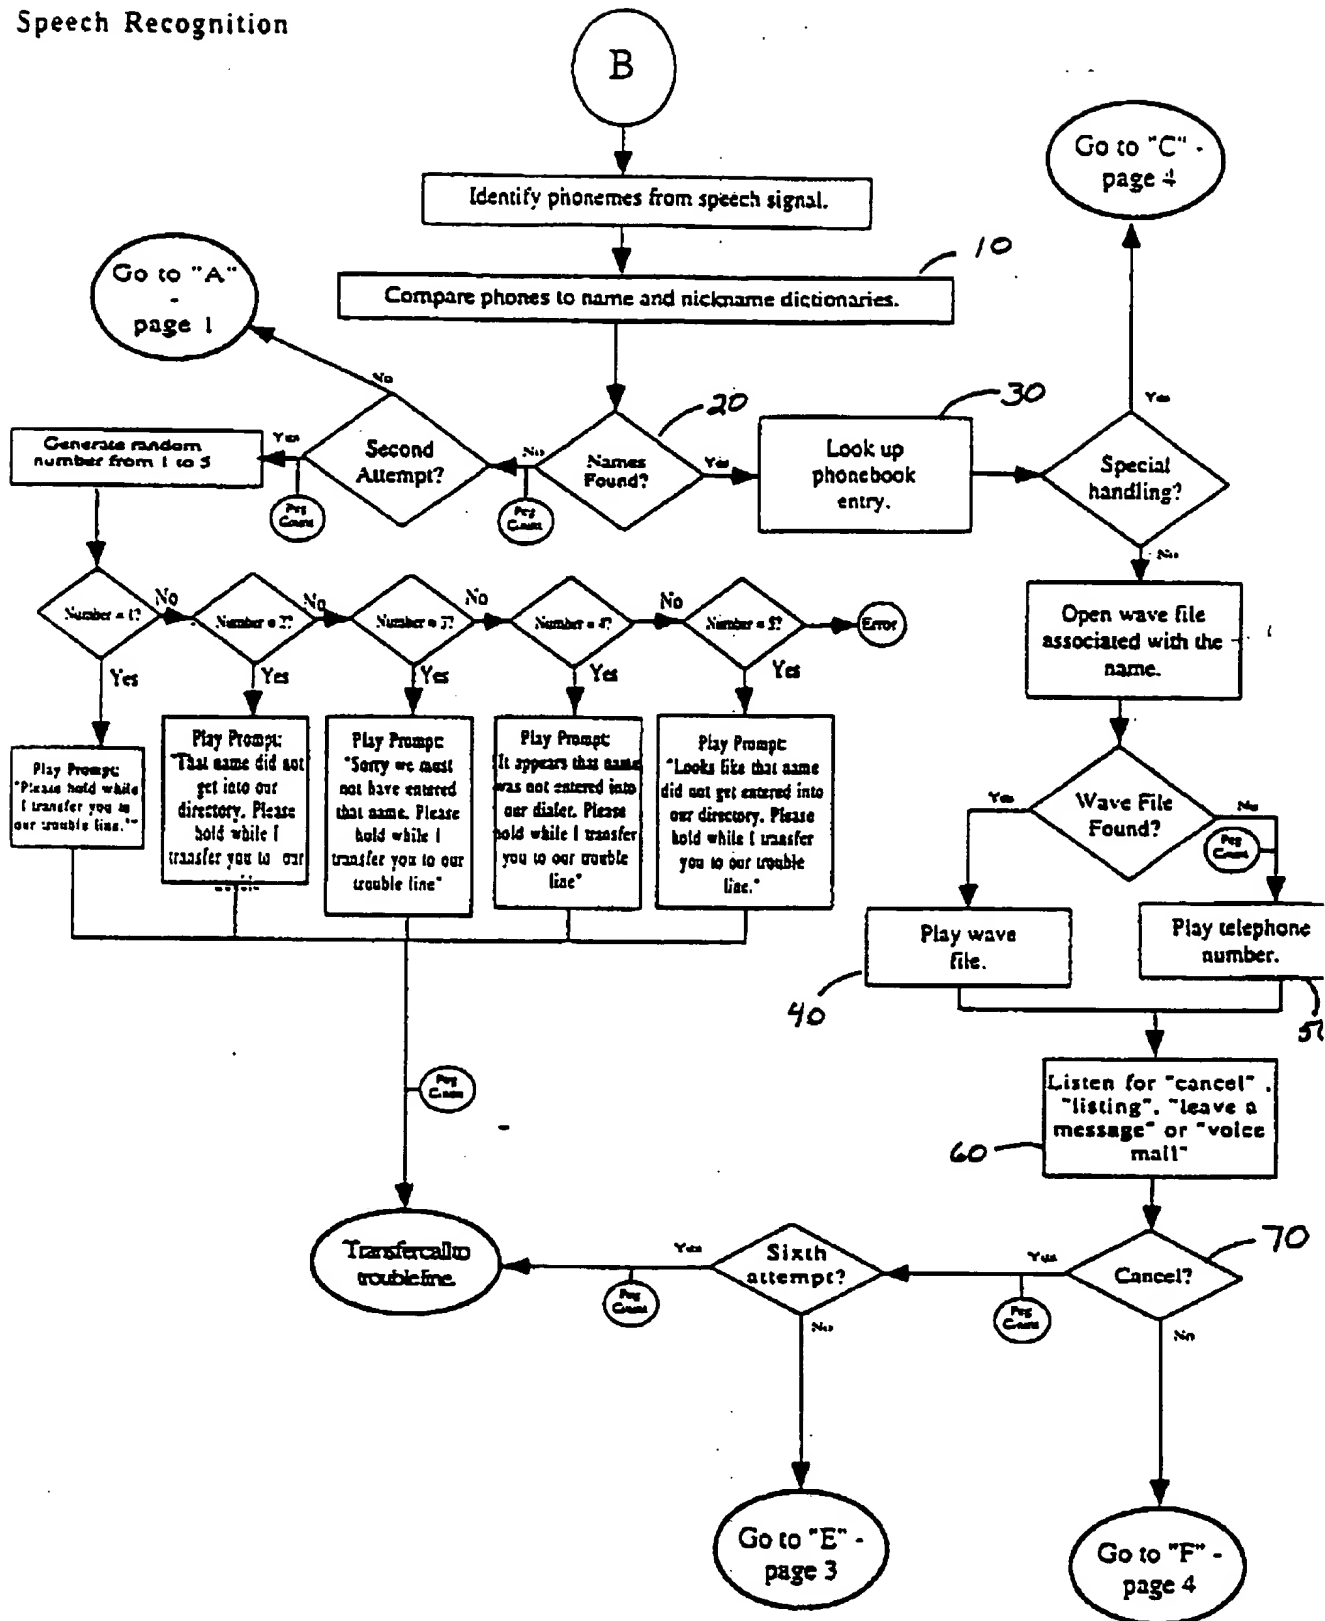 Speech Recognition
B
Go to "C" -
page 4
Identify phonemes from speech signal.
10
Go to "A"
-
page 1
Compare phones to name and nickname dictionaries.
No
20
30
Yes
Generate random
number from 1 to 5
Yes
Second
Attempt?
No
Names
Found?
Yes
Look up
phonebook
entry.
Special
handling?
Peg
Count
Peg
Count
No
Number = 1?
No
Number = 2?
No
Number = 3?
No
Number = 4?
No
Number = 5?
Error
Open wave file
associated with the
name.
Yes
Yes
Yes
Yes
Yes
Play Prompt:
"Please hold while
I transfer you to
our trouble line."
Play Prompt:
"That name did not
get into our
directory. Please
hold while I
transfer you to our
Play Prompt:
"Sorry we must
not have entered
that name. Please
hold while I
transfer you to our
trouble line"
Play Prompt:
"It appears that name
was not entered into
our dialer. Please
hold while I transfer
you to our trouble
line"
Play Prompt:
"Looks like that name
did not get entered into
our directory. Please
hold while I transfer
you to our trouble
line."
Yes
Wave File
Found?
No
Peg
Count
Play wave
file.
Play telephone
number.
40
50
Peg
Count
Listen for "cancel",
"listing", "leave a
message" or "voice
mail"
60
Transfer call to
trouble line.
Yes
Sixth
attempt?
Yes
Cancel?
70
Peg
Count
Peg
Count
No
No
Go to "E" -
page 3
Go to "F" -
page 4